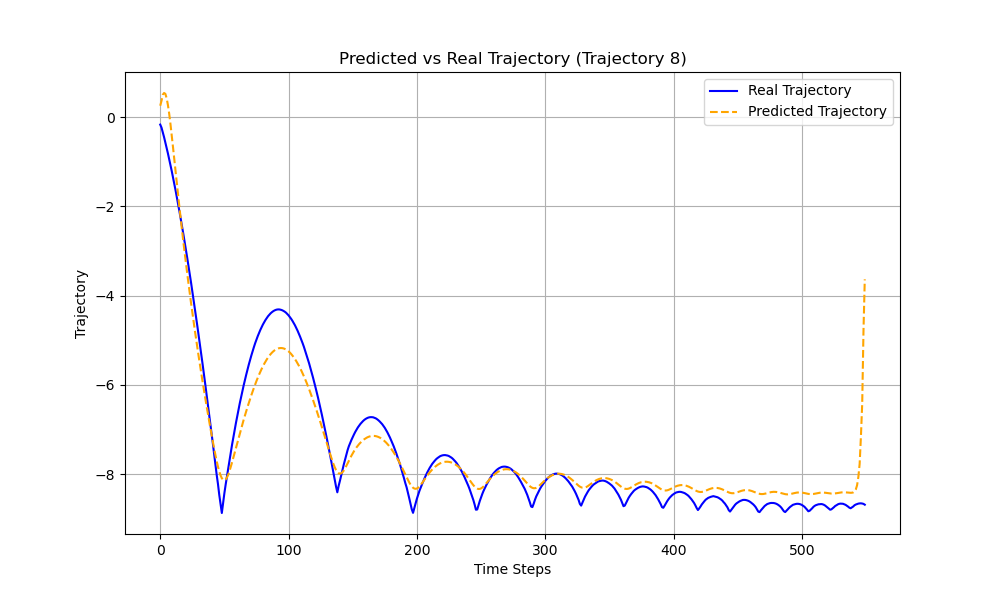 Predicted vs Real Trajectory (Trajectory 8)
Real Trajectory
Predicted Trajectory
0
−2
−4
−6
−8
Trajectory
0 100 200 300 400 500
Time Steps